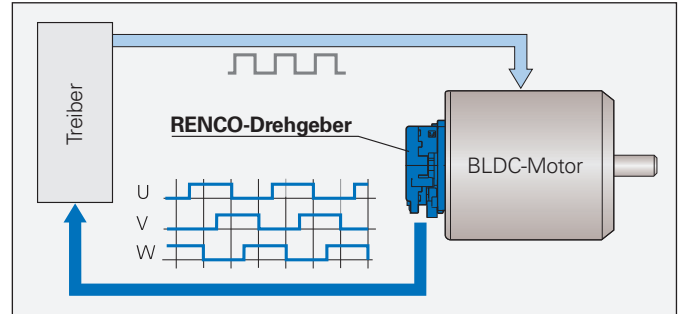 Treiber
RENCO-Drehgeber
BLDC-Motor
U
V
W